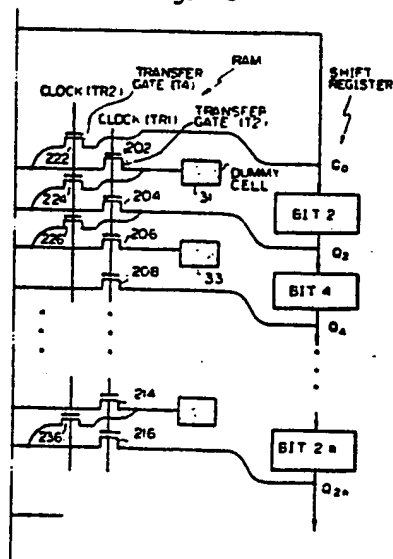 RAM
TRANSFER
GATE (T4)
SHIFT
REGISTER
CLOCK (TR2)
CLOCK (TR1)
TRANSFER
GATE (T2)
202
222
DUMMY
CELL
31
224
204
BIT 2
226
206
Q2
33
BIT 4
208
Q4
214
236
216
BIT 2n
Q2n